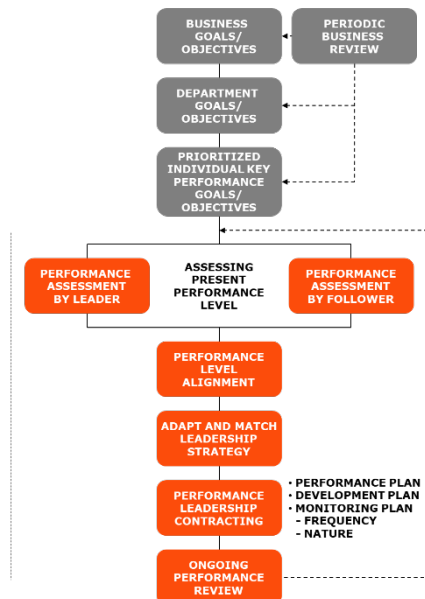 BUSINESS
GOALS/
OBJECTIVES
PERIODIC
BUSINESS
REVIEW
DEPARTMENT
GOALS/
OBJECTIVES
PRIORITIZED
INDIVIDUAL KEY
PERFORMANCE
GOALS/
OBJECTIVES
PERFORMANCE
ASSESSMENT
BY LEADER
ASSESSING
PRESENT
PERFORMANCE
LEVEL
PERFORMANCE
ASSESSMENT
BY FOLLOWER
PERFORMANCE
LEVEL
ALIGNMENT
ADAPT AND MATCH
LEADERSHIP
STRATEGY
PERFORMANCE
LEADERSHIP
CONTRACTING
· PERFORMANCE PLAN
· DEVELOPMENT PLAN
· MONITORING PLAN
– FREQUENCY
– NATURE
ONGOING
PERFORMANCE
REVIEW